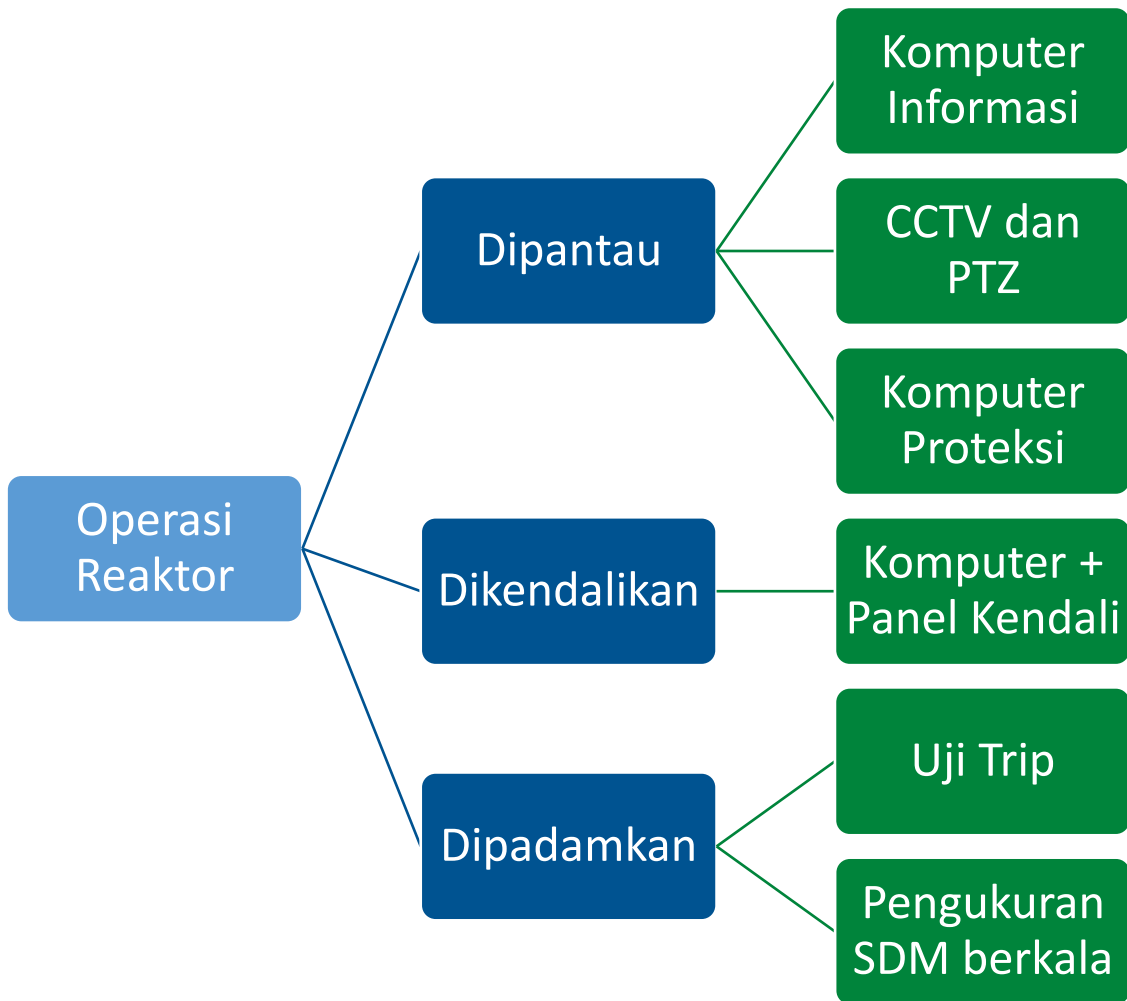 Operasi
Reaktor
Dipantau
Komputer
Informasi
CCTV dan
PTZ
Komputer
Proteksi
Dikendalikan
Komputer +
Panel Kendali
Dipadamkan
Uji Trip
Pengukuran
SDM berkala